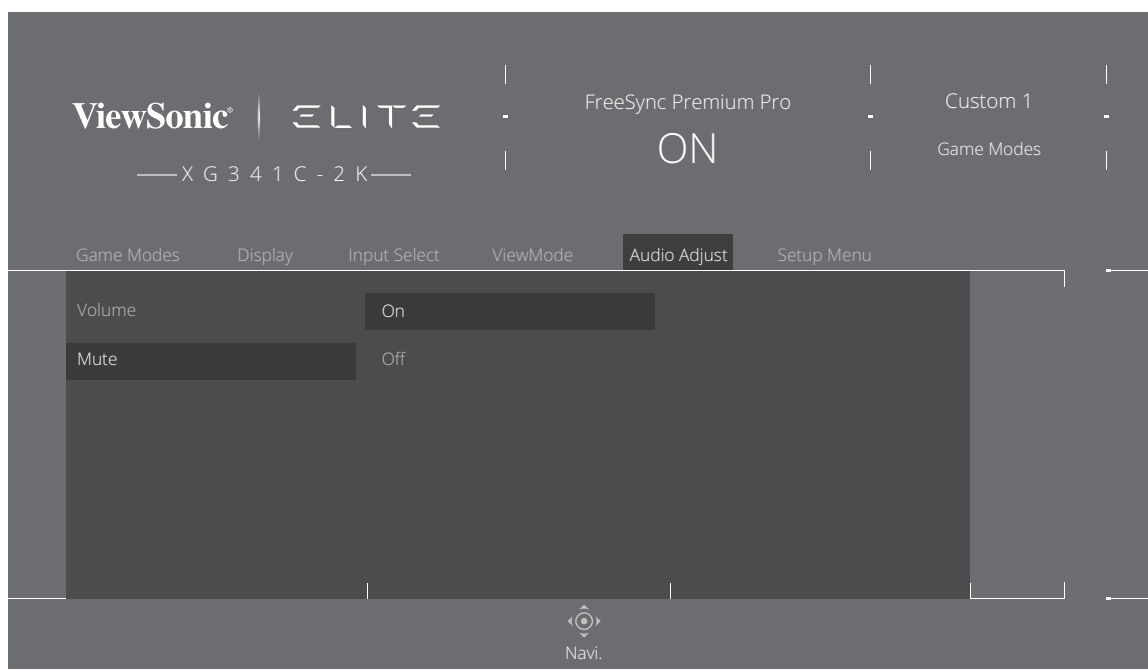 ViewSonic® ELITE
XG341C-2K
FreeSync Premium Pro
ON
Custom 1
Game Modes
Game Modes Display Input Select ViewMode Audio Adjust Setup Menu
Volume On
Mute Off
Navi.